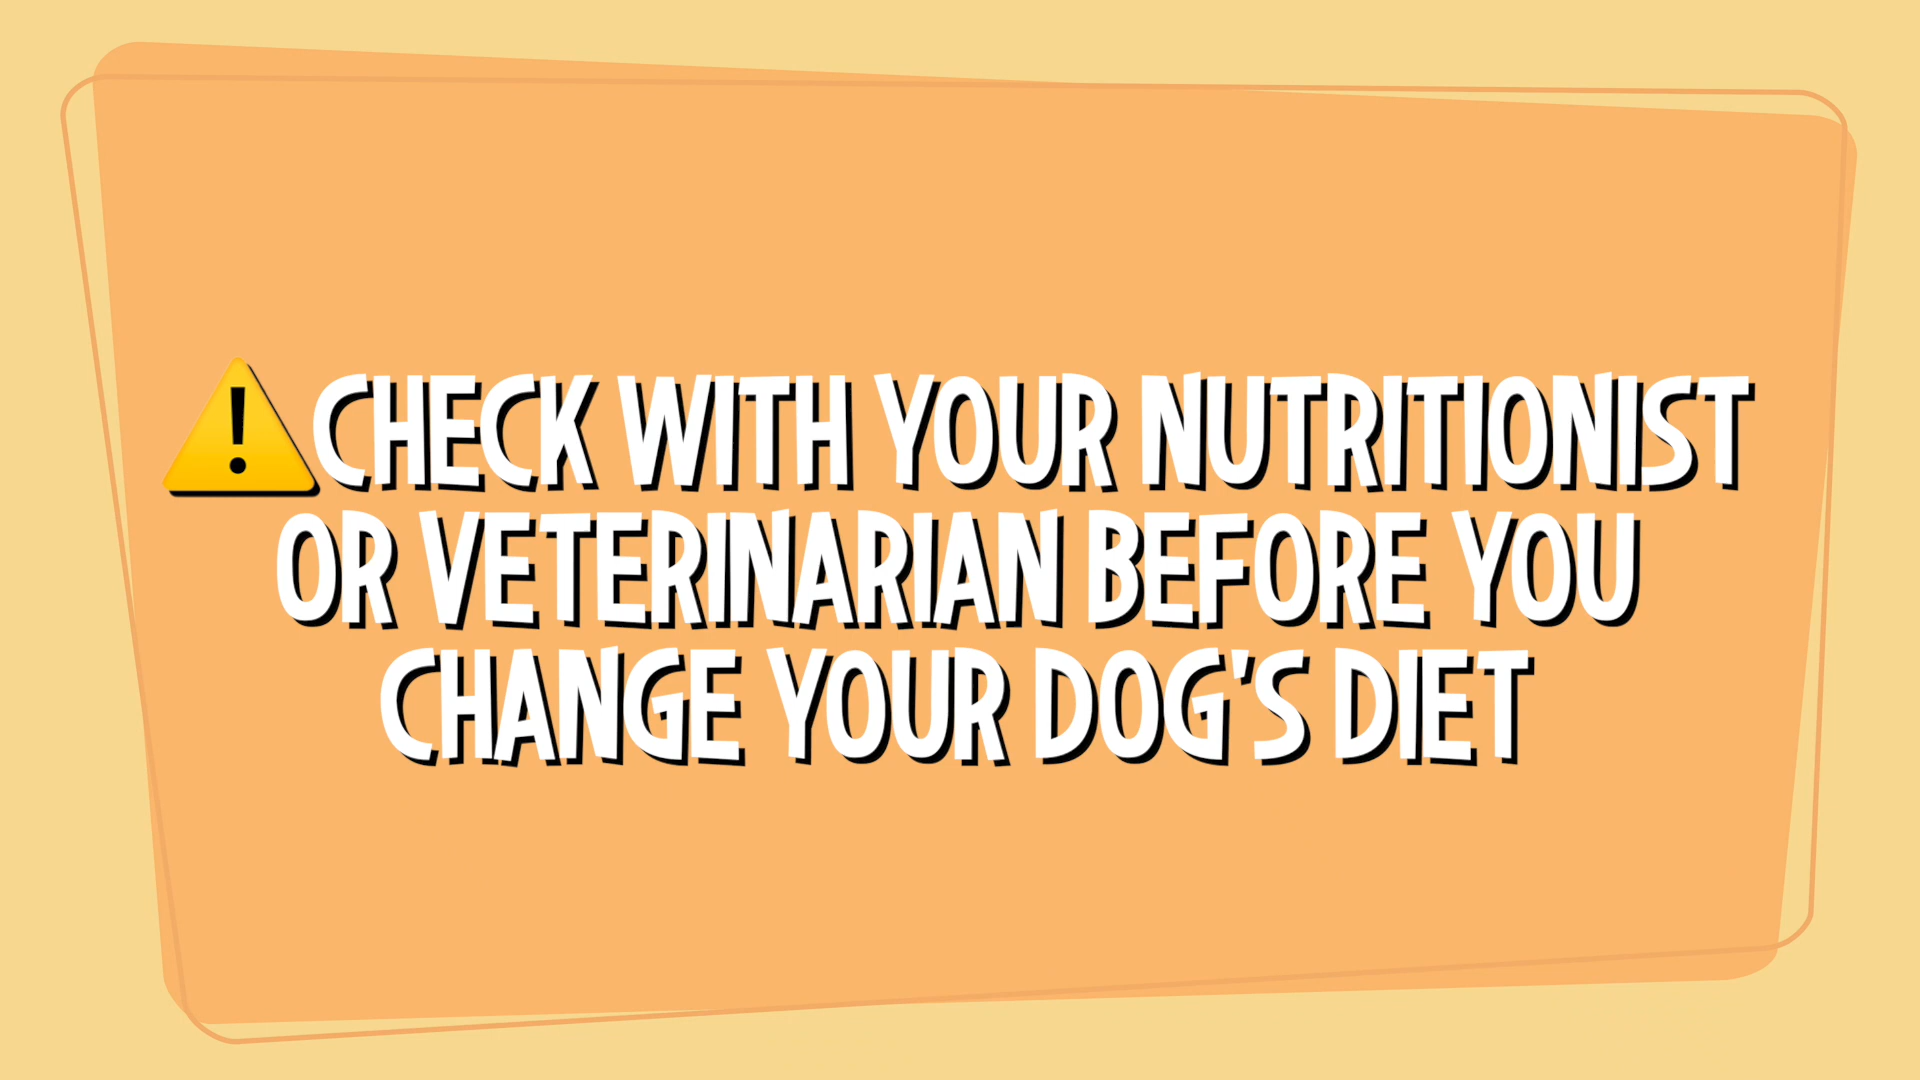 ⚠️CHECK WITH YOUR NUTRITIONIST
OR VETERINARIAN BEFORE YOU
CHANGE YOUR DOG'S DIET